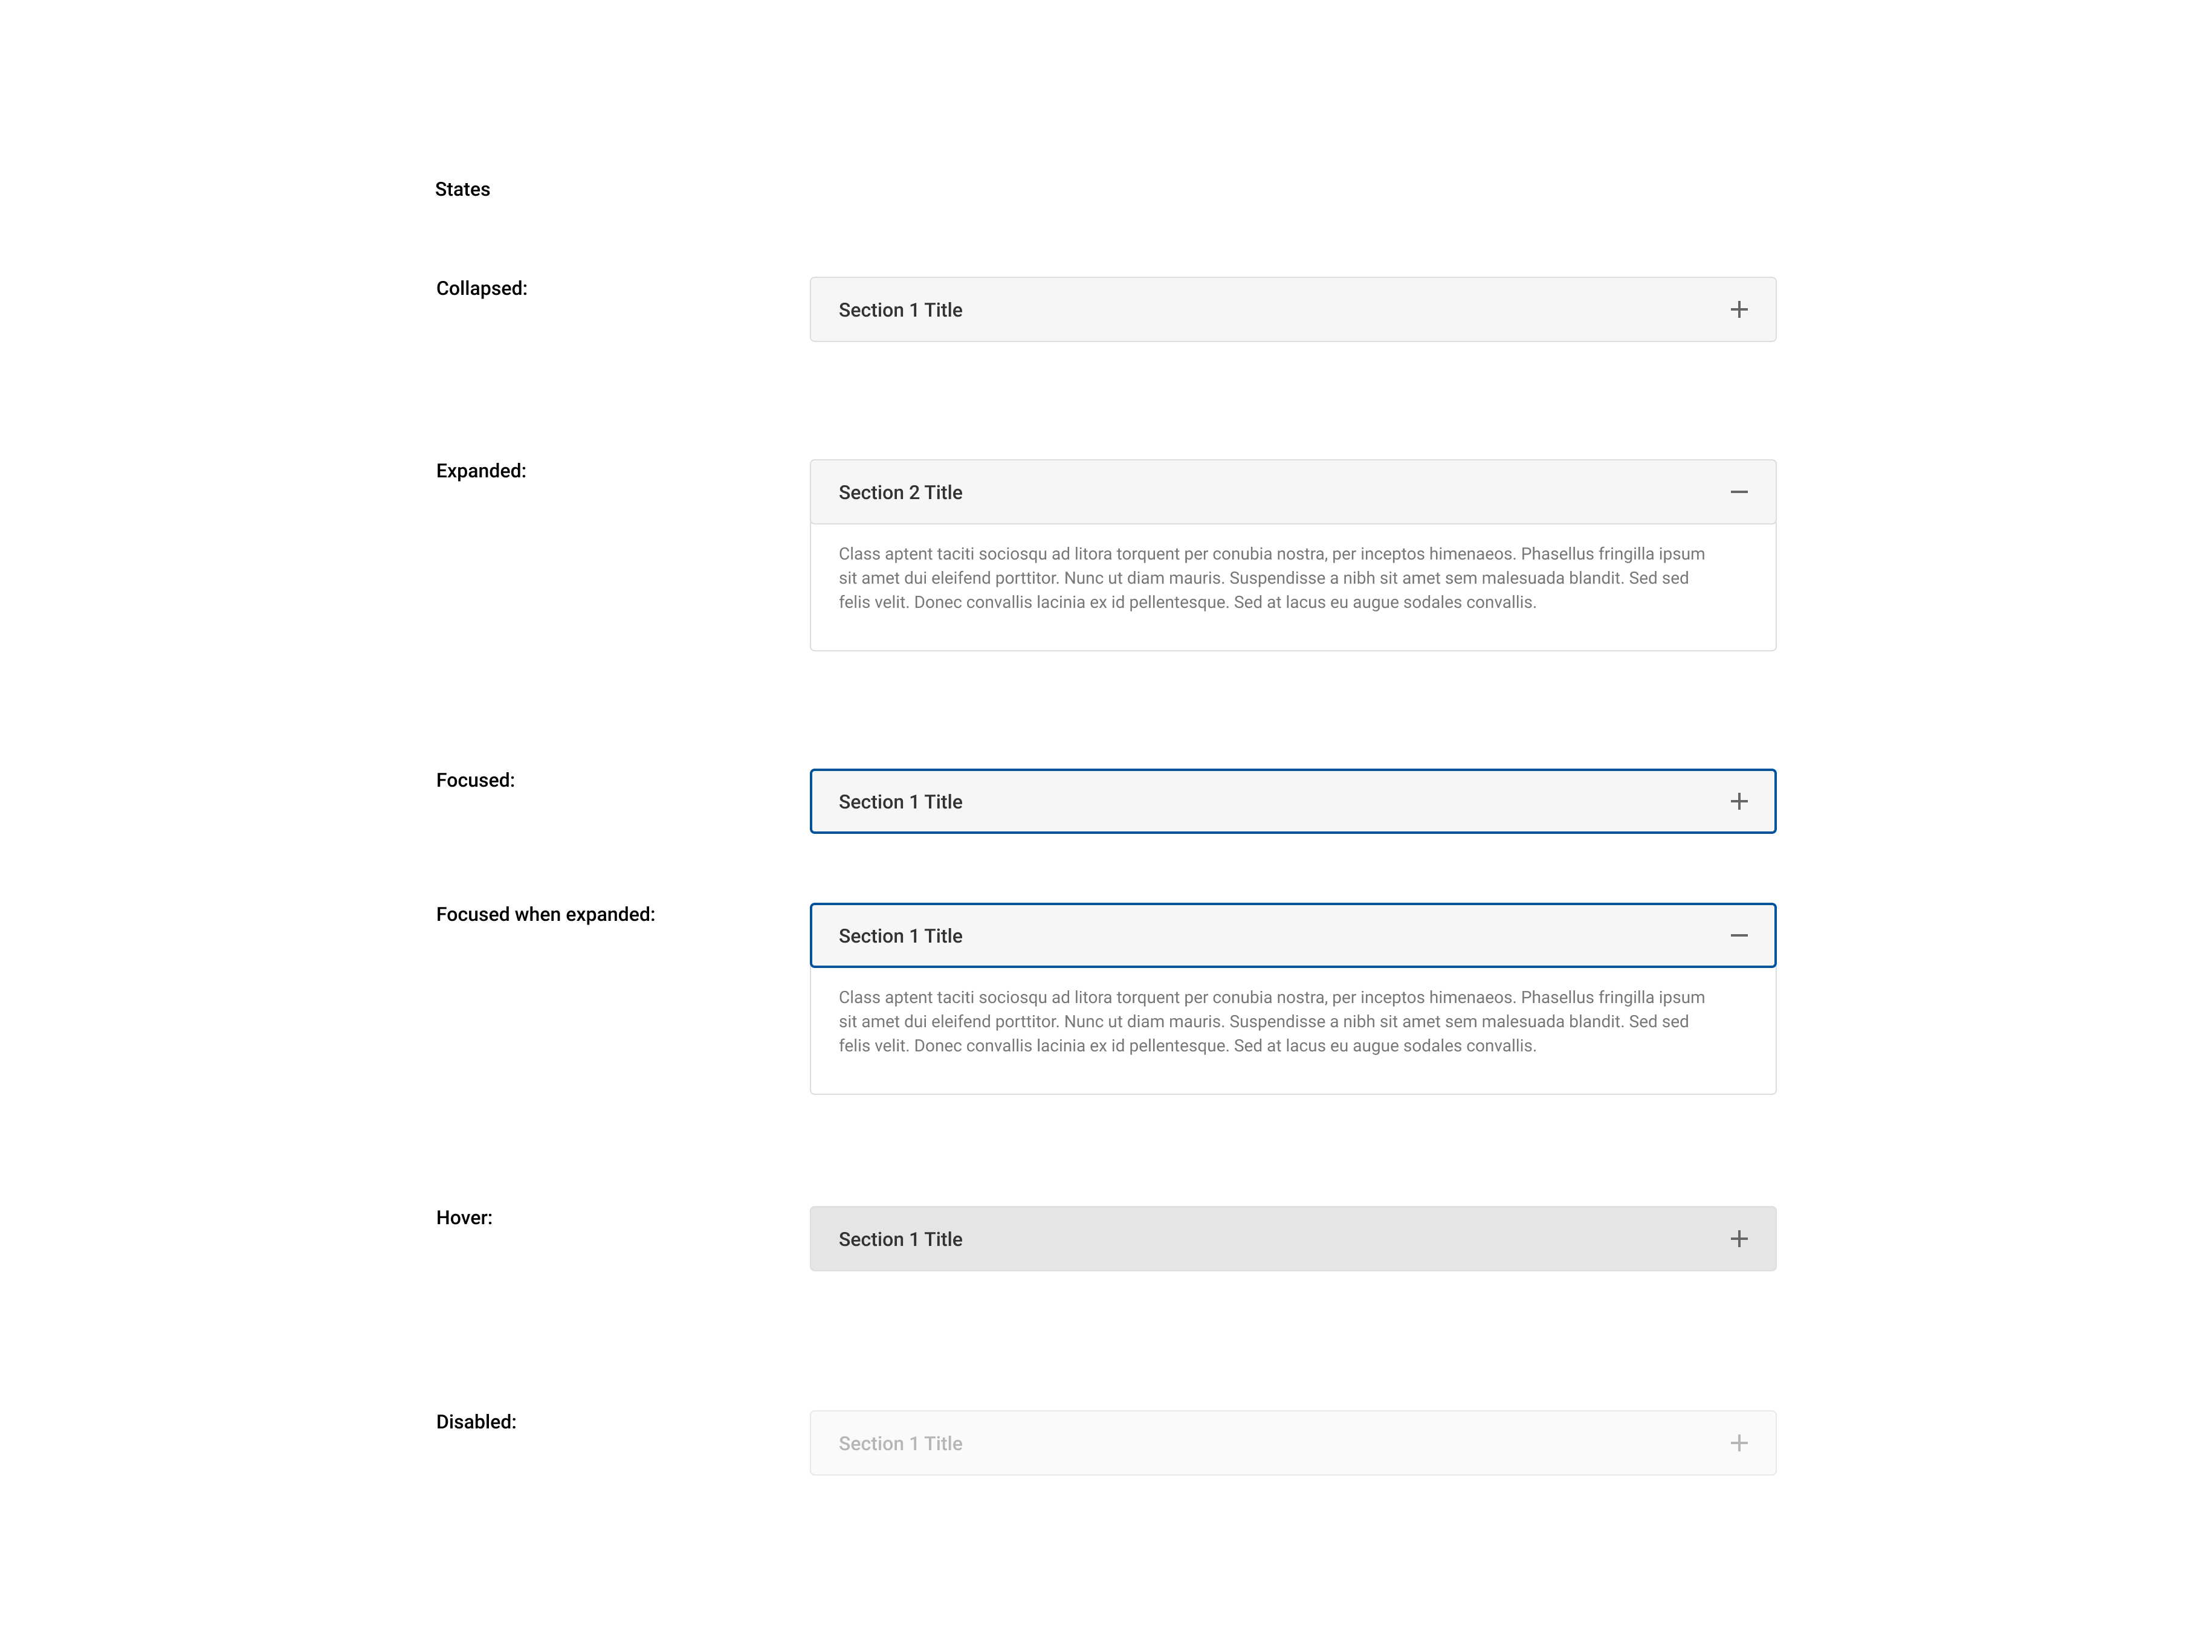 States
Collapsed:
Section 1 Title
Expanded:
Section 2 Title
Class aptent taciti sociosqu ad litora torquent per conubia nostra, per inceptos himenaeos. Phasellus fringilla ipsum
sit amet dui eleifend porttitor. Nunc ut diam mauris. Suspendisse a nibh sit amet sem malesuada blandit. Sed sed
felis velit. Donec convallis lacinia ex id pellentesque. Sed at lacus eu augue sodales convallis.
Focused:
Section 1 Title
Focused when expanded:
Section 1 Title
Class aptent taciti sociosqu ad litora torquent per conubia nostra, per inceptos himenaeos. Phasellus fringilla ipsum
sit amet dui eleifend porttitor. Nunc ut diam mauris. Suspendisse a nibh sit amet sem malesuada blandit. Sed sed
felis velit. Donec convallis lacinia ex id pellentesque. Sed at lacus eu augue sodales convallis.
Hover:
Section 1 Title
Disabled:
Section 1 Title